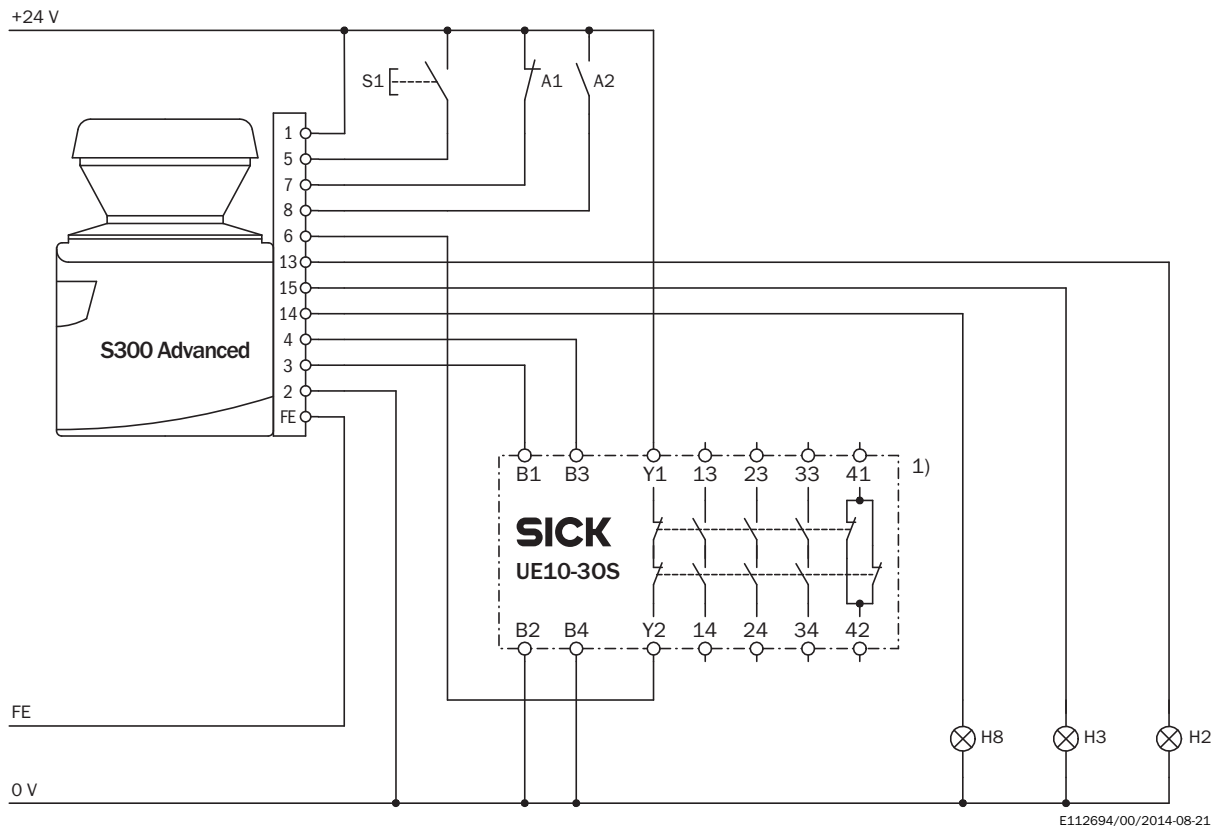 +24 V
S1
A1
A2
1
5
7
8
6
13
15
14
4
3
2
FE
S300 Advanced
B1 B3 Y1 13 23 33 41
1)
SICK
UE10-30S
B2 B4 Y2 14 24 34 42
FE
H8
H3
H2
0 V
E112694/00/2014-08-21